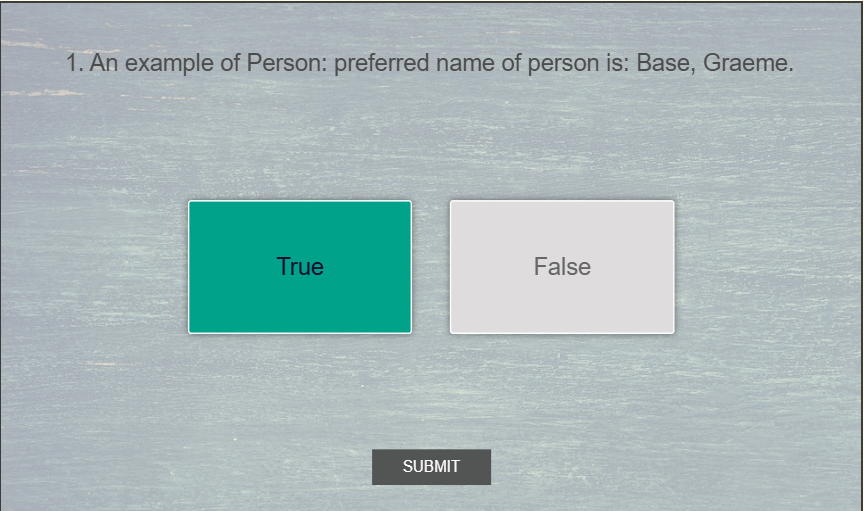 1. An example of Person: preferred name of person is: Base, Graeme.
True
False
SUBMIT